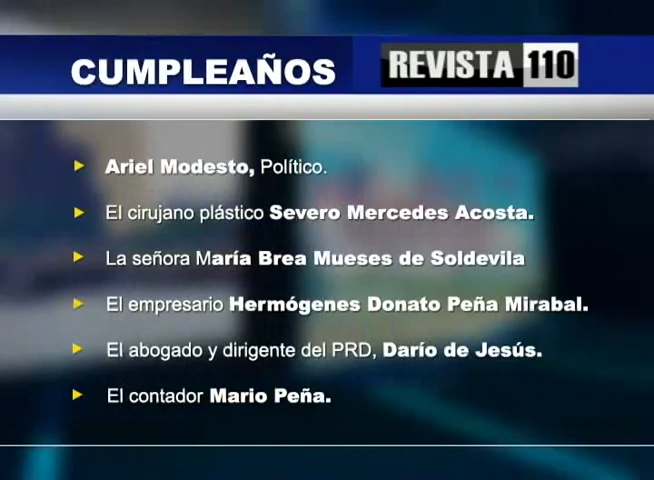 CUMPLEAÑOS REVISTA 110
Ariel Modesto, Político.
El cirujano plástico Severo Mercedes Acosta.
La señora María Brea Mueses de Soldevila
El empresario Hermógenes Donato Peña Mirabal.
El abogado y dirigente del PRD, Darío de Jesús.
El contador Mario Peña.